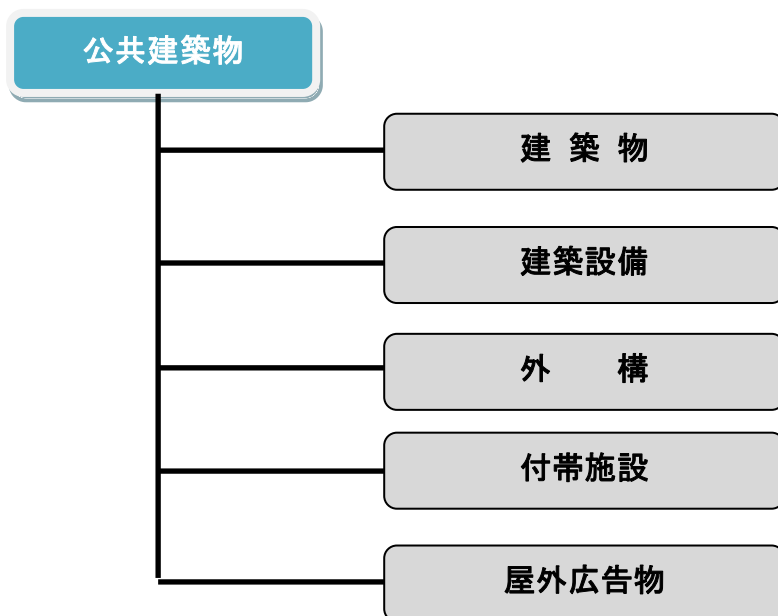 公共建築物
建 築 物
建築設備
外　　構
付帯施設
屋外広告物